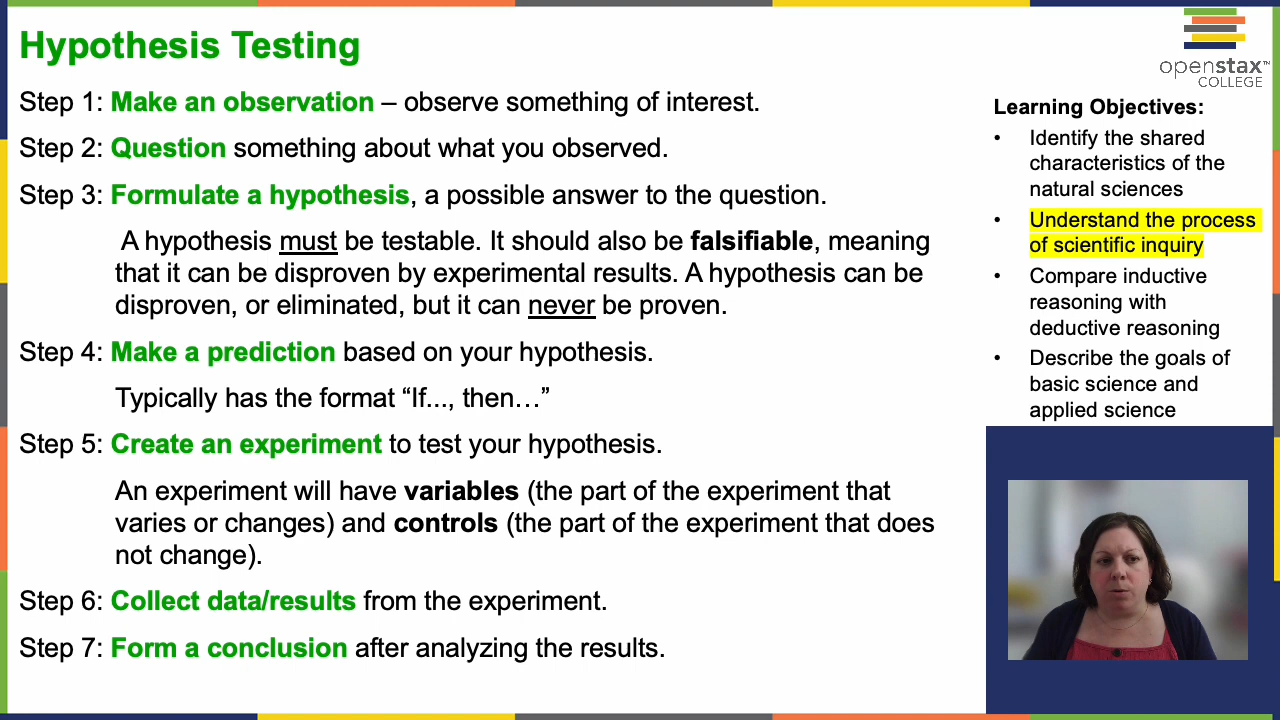 Hypothesis Testing
Step 1: Make an observation – observe something of interest.
Step 2: Question something about what you observed.
Step 3: Formulate a hypothesis, a possible answer to the question.
A hypothesis must be testable. It should also be falsifiable, meaning
that it can be disproven by experimental results. A hypothesis can be
disproven, or eliminated, but it can never be proven.
Step 4: Make a prediction based on your hypothesis.
Typically has the format “If..., then…”
Step 5: Create an experiment to test your hypothesis.
An experiment will have variables (the part of the experiment that
varies or changes) and controls (the part of the experiment that does
not change).
Step 6: Collect data/results from the experiment.
Step 7: Form a conclusion after analyzing the results.
openstax™
COLLEGE
Learning Objectives:
• Identify the shared
characteristics of the
natural sciences
• Understand the process
of scientific inquiry
• Compare inductive
reasoning with
deductive reasoning
• Describe the goals of
basic science and
applied science